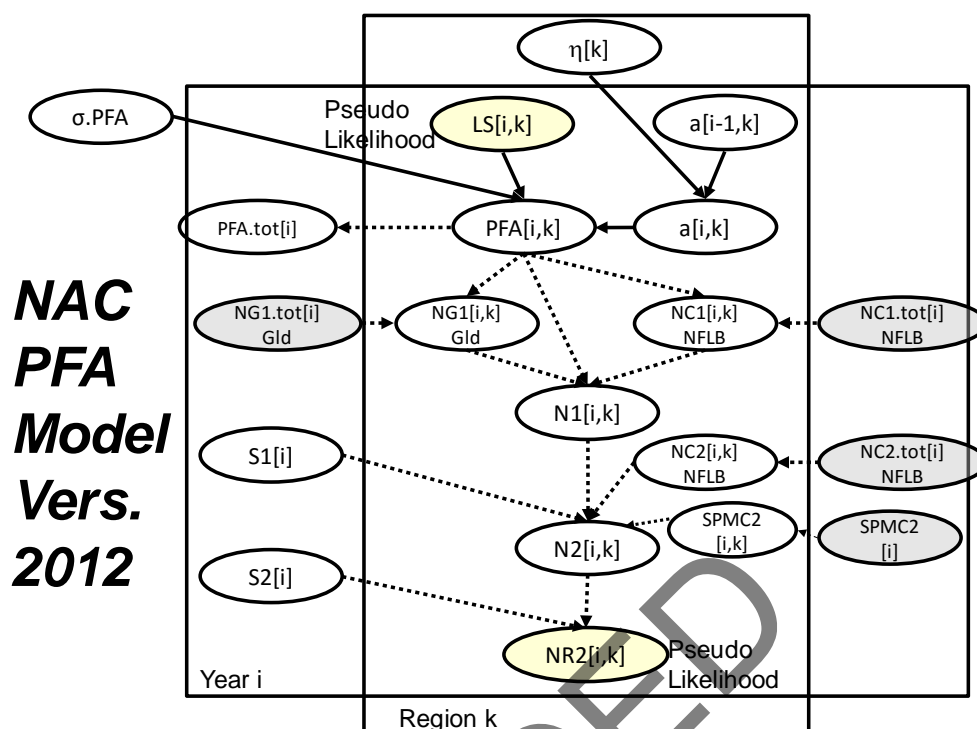 η[k]
σ.PFA
Pseudo
Likelihood
LS[i,k]
a[i-1,k]
PFA.tot[i]
PFA[i,k]
a[i,k]
NAC
PFA
Model
Vers.
2012
NG1.tot[i]
Gld
NG1[i,k]
Gld
NC1[i,k]
NFLB
NC1.tot[i]
NFLB
N1[i,k]
S1[i]
NC2[i,k]
NFLB
NC2.tot[i]
NFLB
N2[i,k]
SPMC2
[i,k]
SPMC2
[i]
S2[i]
NR2[i,k]
Pseudo
Likelihood
Year i
Region k